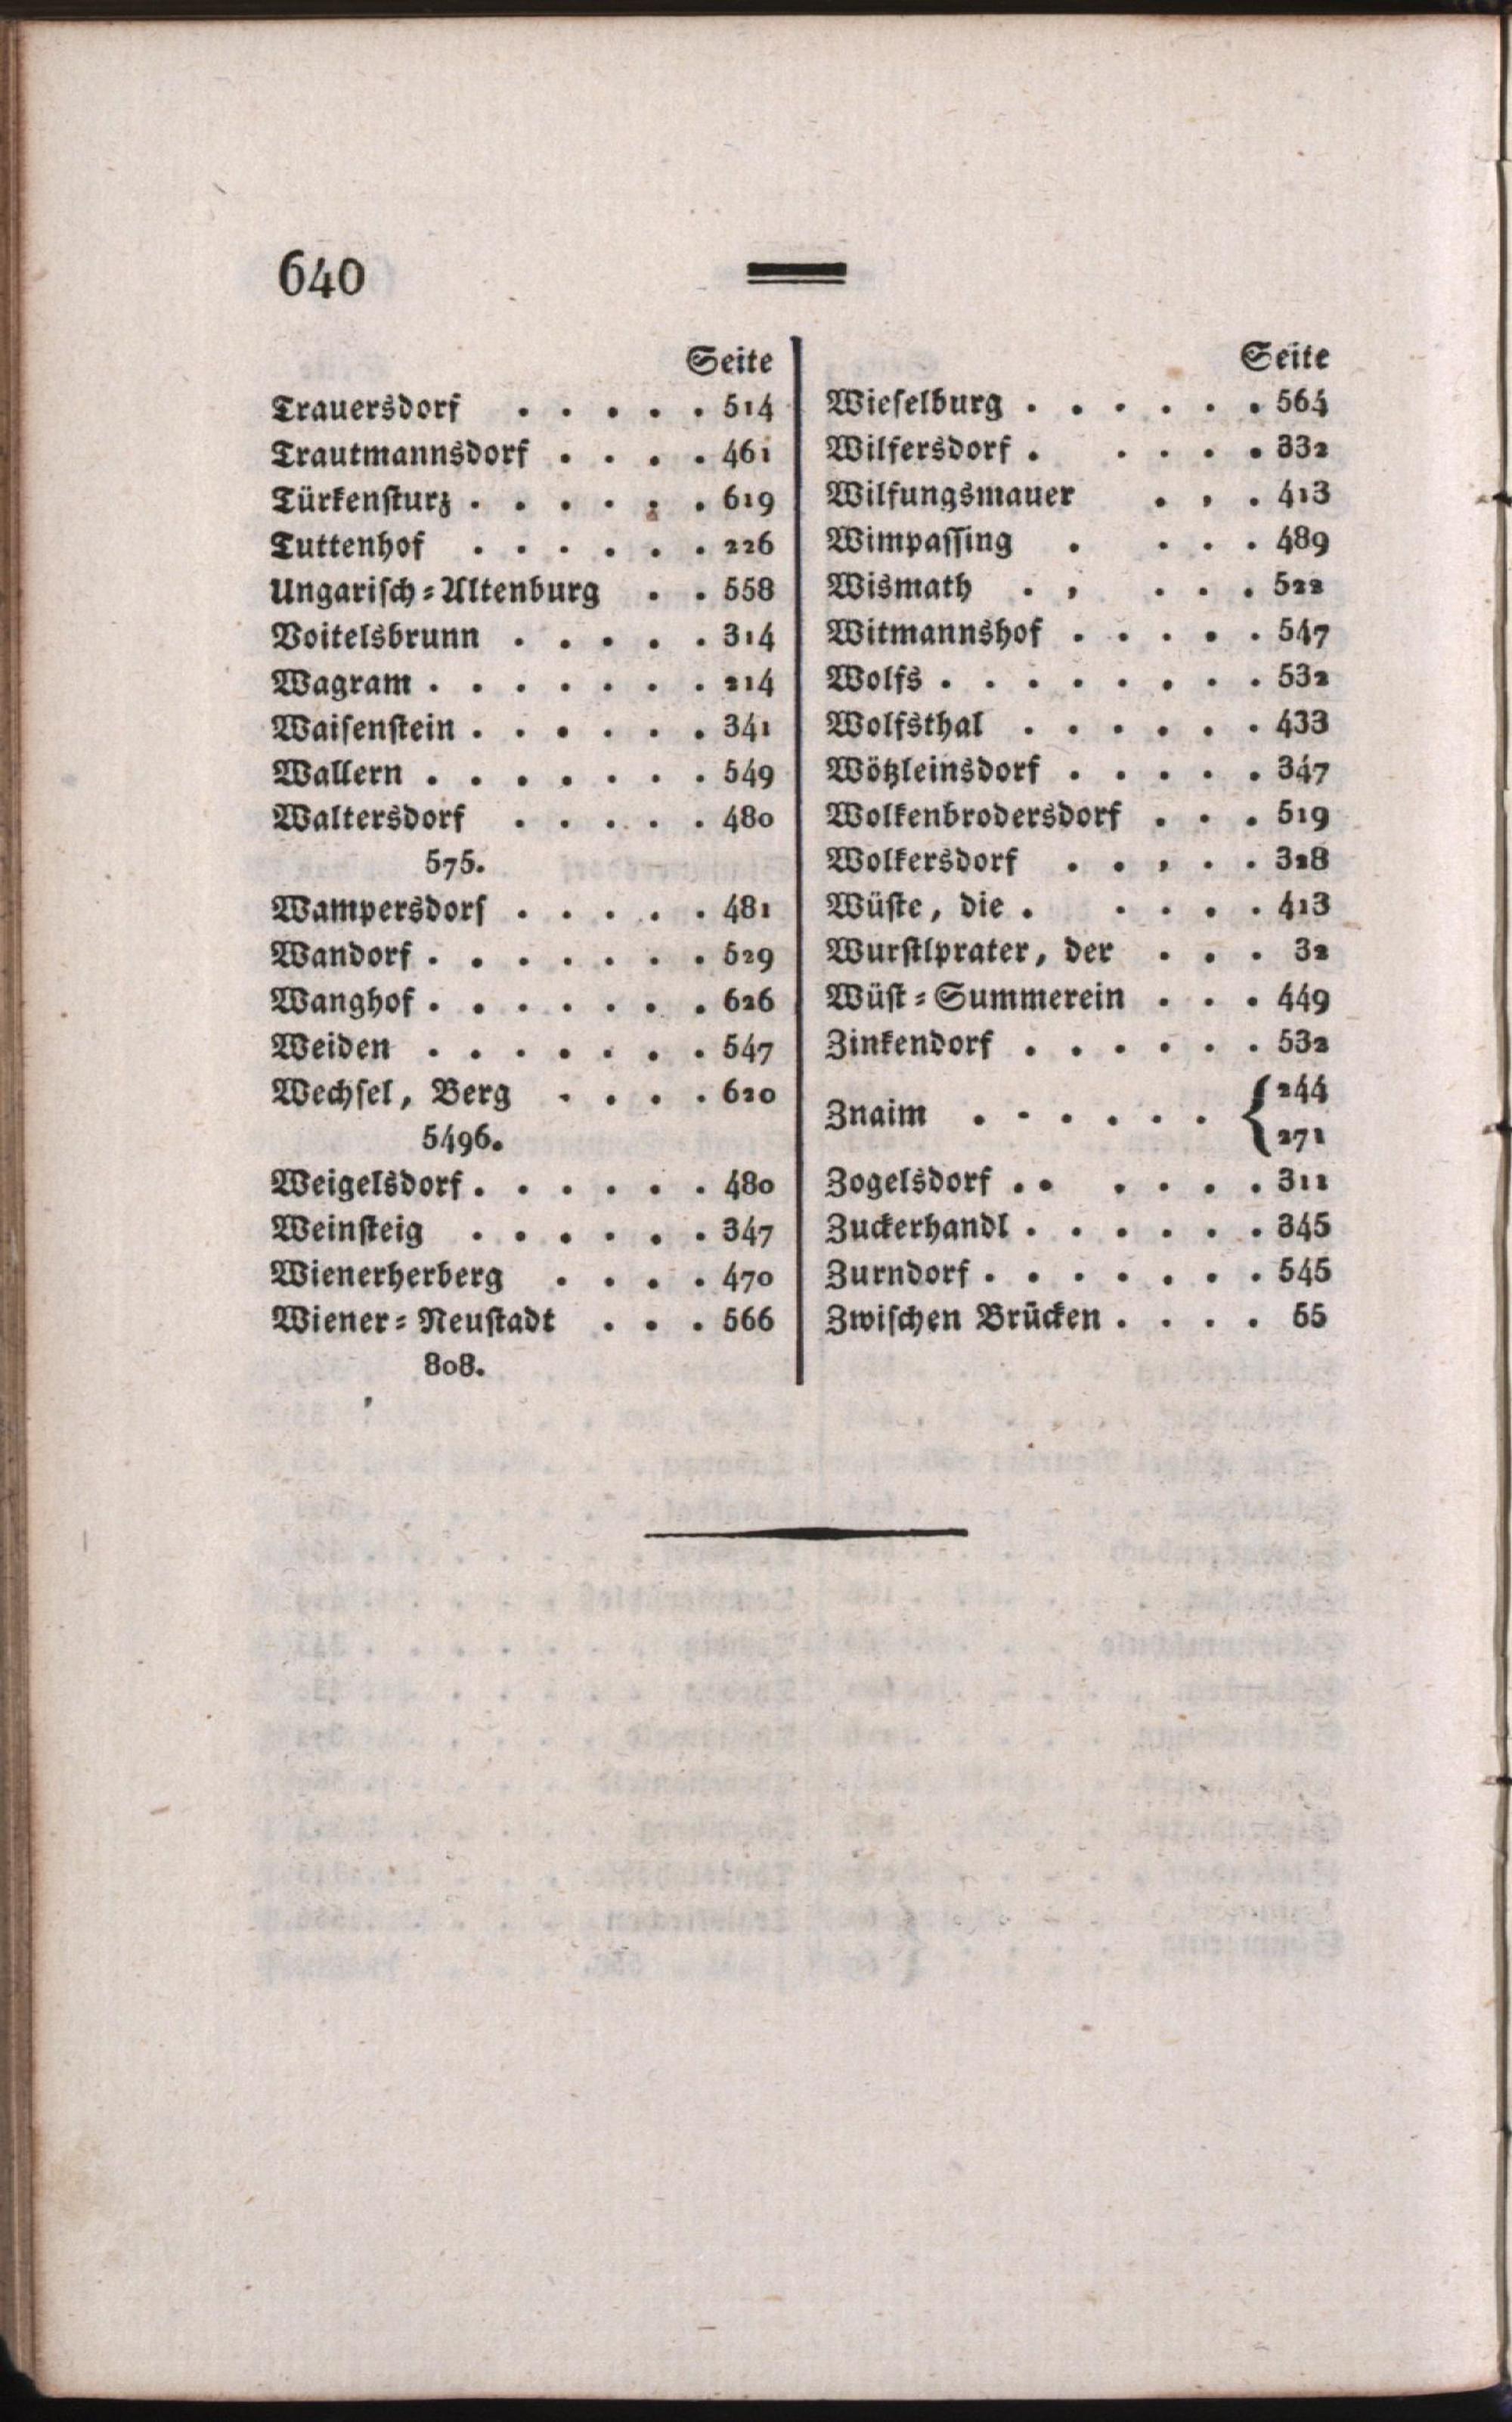 640
Seite
Trauersdorf . . . . . 514
Trautmannsdorf . . . . 461
Türkensturz . . . . . . 619
Tuttenhof . . . . . . 226
Ungarisch-Altenburg . . 558
Voitelsbrunn . . . . . 314
Wagram . . . . . . . 214
Waisenstein . . . . . . 341
Wallern . . . . . . . 549
Waltersdorf . . . . . 480
575.
Wampersdorf . . . . . 481
Wandorf . . . . . . . 529
Wanghof . . . . . . . 626
Weiden . . . . . . . 547
Wechsel, Berg . . . . 620
5496.
Weigelsdorf . . . . . . 480
Weinsteig . . . . . . 347
Wienerherberg . . . . 470
Wiener-Neustadt . . . 566
808.
Seite
Wieselburg . . . . . . 564
Wilfersdorf . . . . . 332
Wilfungsmauer . . . 413
Wimpassing . . . . 489
Wismath . . . . . 522
Witmannshof . . . . . 547
Wolfs . . . . . . . . 532
Wolfsthal . . . . . . 433
Wötzleinsdorf . . . . . 347
Wolkenbrodersdorf . . . 519
Wolkersdorf . . . . . 328
Wüste, die . . . . . 413
Wurstlprater, der . . . 32
Wüst-Summerein . . . 449
Zinkendorf . . . . . . 532
Znaim . . . . . . { 244
271
Zogelsdorf . . . . . . 311
Zuckerhandl . . . . . . 345
Zurndorf . . . . . . . 545
Zwischen Brücken . . . . 55